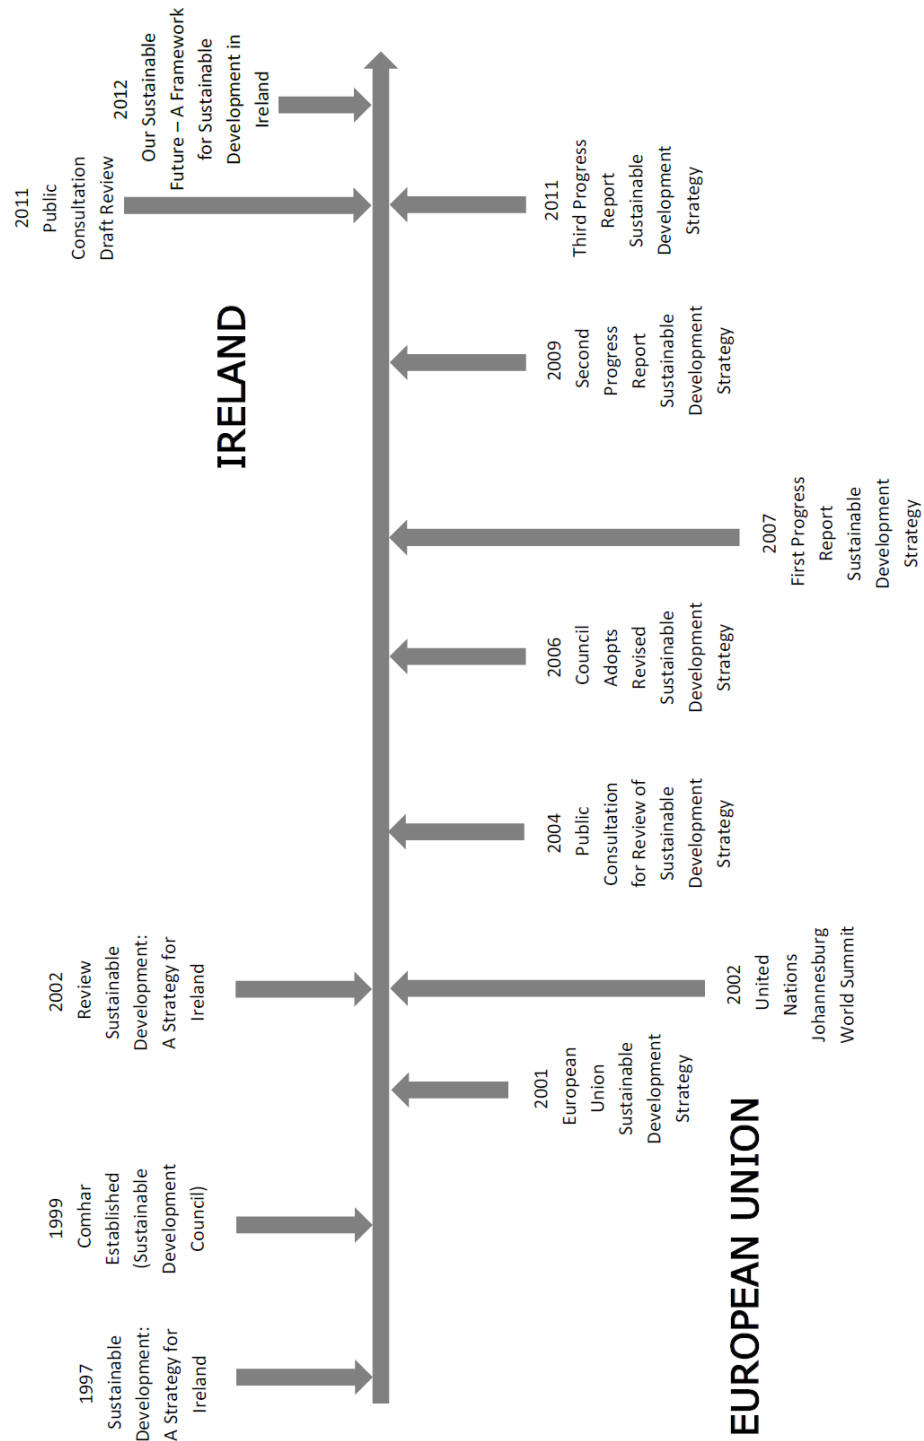 IRELAND
1997
Sustainable
Development:
A Strategy for
Ireland
1999
Comhar
Established
(Sustainable
Development
Council)
2002
Review
Sustainable
Development:
A Strategy for
Ireland
2011
Public
Consultation
Draft Review
2012
Our Sustainable
Future – A Framework
for Sustainable
Development in
Ireland
EUROPEAN UNION
2001
European
Union
Sustainable
Development
Strategy
2002
United
Nations
Johannesburg
World Summit
2004
Public
Consultation
for Review of
Sustainable
Development
Strategy
2006
Council
Adopts
Revised
Sustainable
Development
Strategy
2007
First Progress
Report
Sustainable
Development
Strategy
2009
Second
Progress
Report
Sustainable
Development
Strategy
2011
Third Progress
Report
Sustainable
Development
Strategy